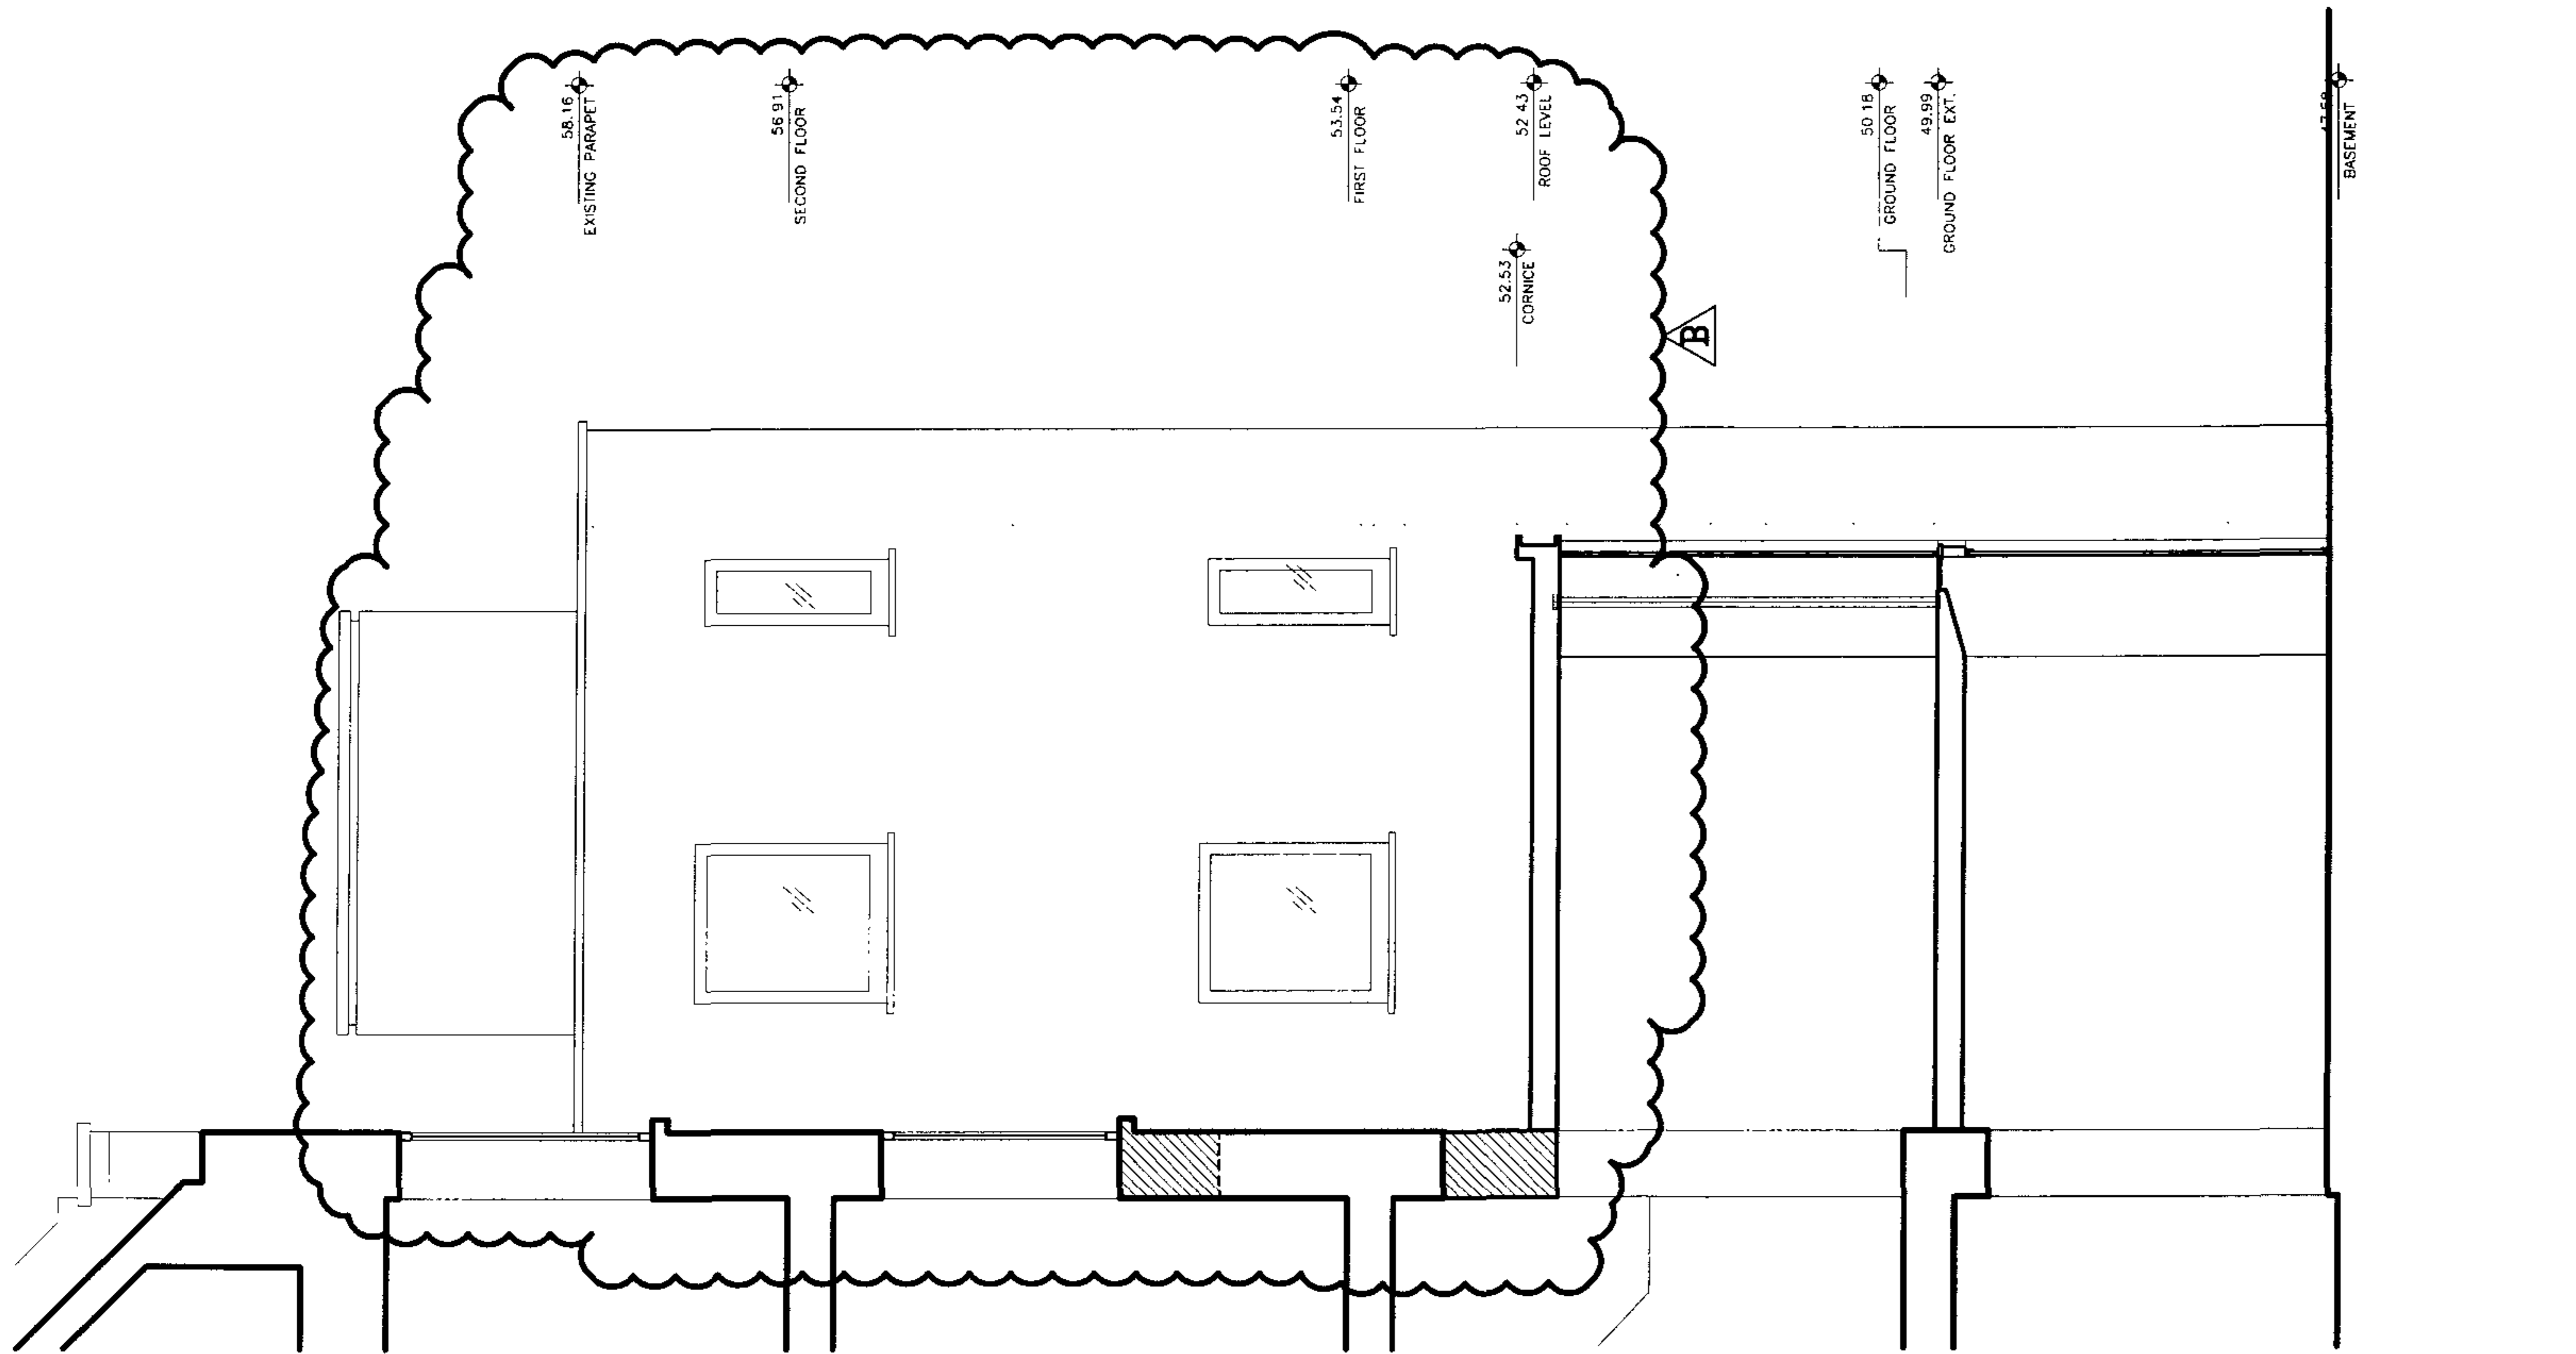 58.16
EXISTING PARAPET
56 91
SECOND FLOOR
53.54
FIRST FLOOR
52 43
ROOF LEVEL
52.53
CORNICE
B
50 18
GROUND FLOOR
49.99
GROUND FLOOR EXT.
BASEMENT